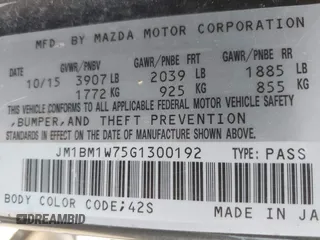 MFD. BY MAZDA MOTOR CORPORATION
GVWR/PNBV GAWR/PNBE FRT GAWR/PNBE RR
10/15 3907 LB 2039 LB 1885 LB
1772 KG 925 KG 855 KG
THIS VEHICLE CONFORMS TO ALL APPLICABLE FEDERAL MOTOR VEHICLE
SAFETY
,BUMPER,AND THEFT PREVENTION
STANDARDS IN EFFECT ON THE DATE OF MANUFACTURE SHOWN ABOVE.
JM1BM1W75G1300192 TYPE: PASS
MADE IN JA
BODY COLOR CODE;42S
DREAMBID